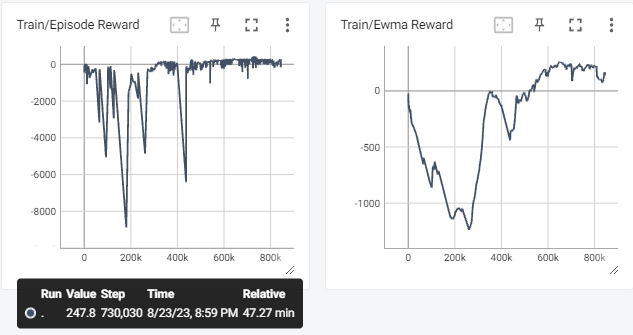 Train/Episode Reward
0
-2000
-4000
-6000
-8000
0 200k 400k 600k 800k
Run Value Step Time Relative
. 247.8 730,030 8/23/23, 8:59 PM 47.27 min
Train/Ewma Reward
0
-500
-1000
0 200k 400k 600k 800k